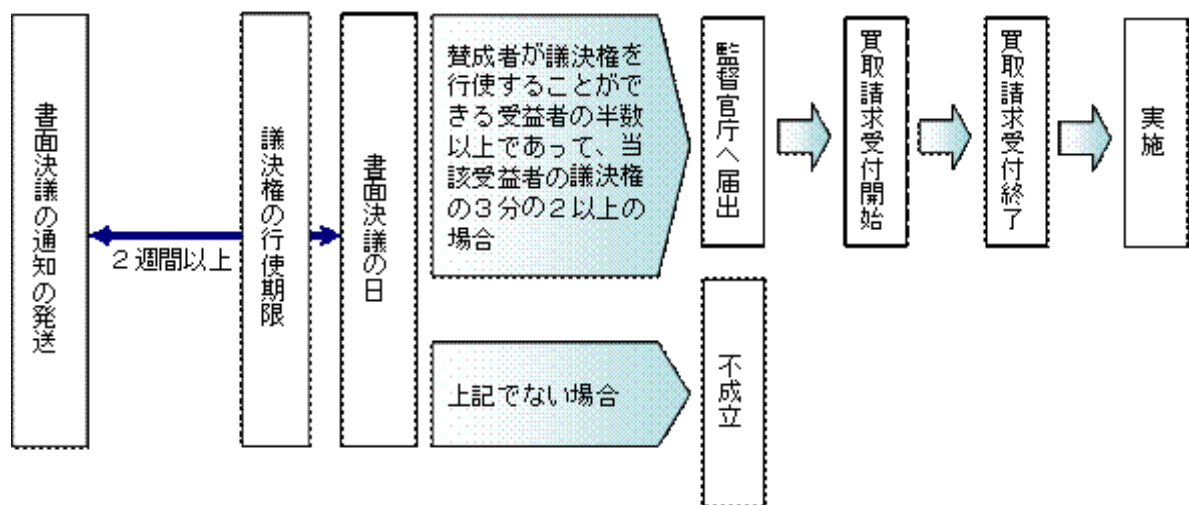 書面決議の通知の発送
２週間以上
議決権の行使期限
書面決議の日
賛成者が議決権を
行使することがで
きる受益者の半数
以上であって、当
該受益者の議決権
の３分の２以上の
場合
監督官庁へ届出
買取請求受付開始
買取請求受付終了
実施
上記でない場合
不成立